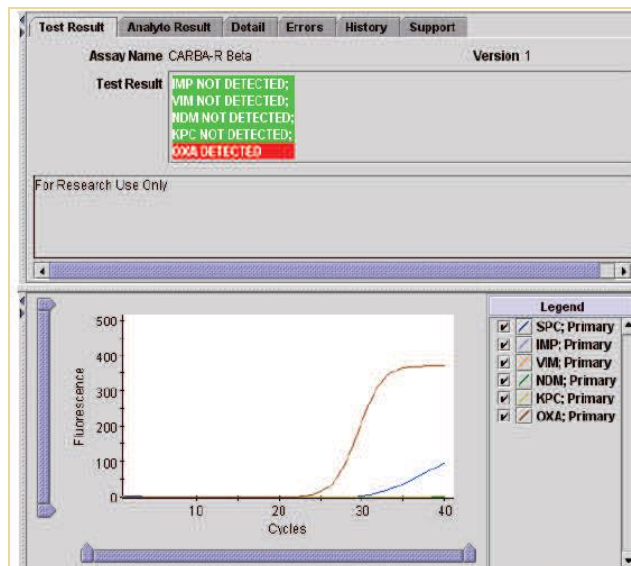 Test Result Analyte Result Detail Errors History Support
Assay Name CARBA-R Beta Version 1
Test Result IMP NOT DETECTED;
VIM NOT DETECTED;
NDM NOT DETECTED;
KPC NOT DETECTED;
OXA DETECTED
For Research Use Only
500
400
300
200
100
0
Fluorescence
10 20 30 40
Cycles
Legend
SPC; Primary
IMP; Primary
VIM; Primary
NDM; Primary
KPC; Primary
OXA; Primary